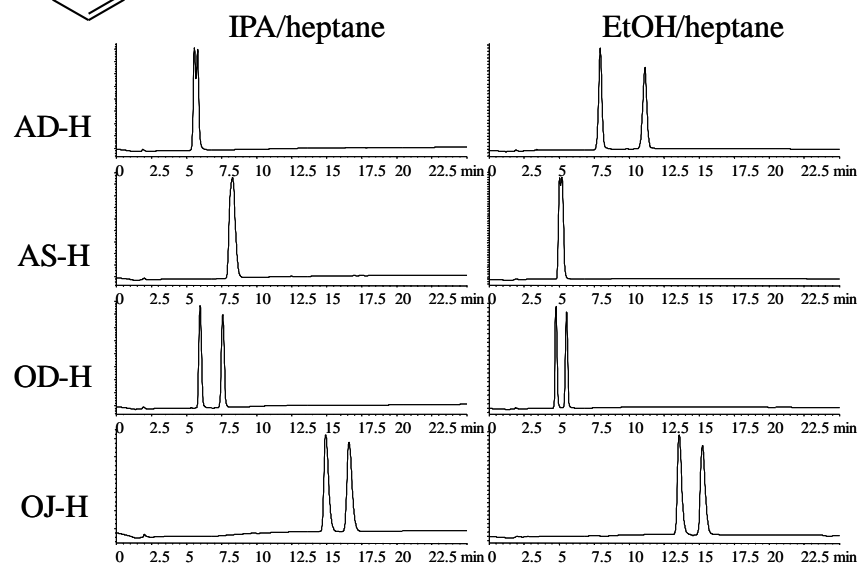 IPA/heptane EtOH/heptane
AD-H
0 2.5 5 7.5 10 12.5 15 17.5 20 22.5 min 0 2.5 5 7.5 10 12.5 15 17.5 20 22.5 min
AS-H
0 2.5 5 7.5 10 12.5 15 17.5 20 22.5 min 0 2.5 5 7.5 10 12.5 15 17.5 20 22.5 min
OD-H
0 2.5 5 7.5 10 12.5 15 17.5 20 22.5 min 0 2.5 5 7.5 10 12.5 15 17.5 20 22.5 min
OJ-H
0 2.5 5 7.5 10 12.5 15 17.5 20 22.5 min 0 2.5 5 7.5 10 12.5 15 17.5 20 22.5 min